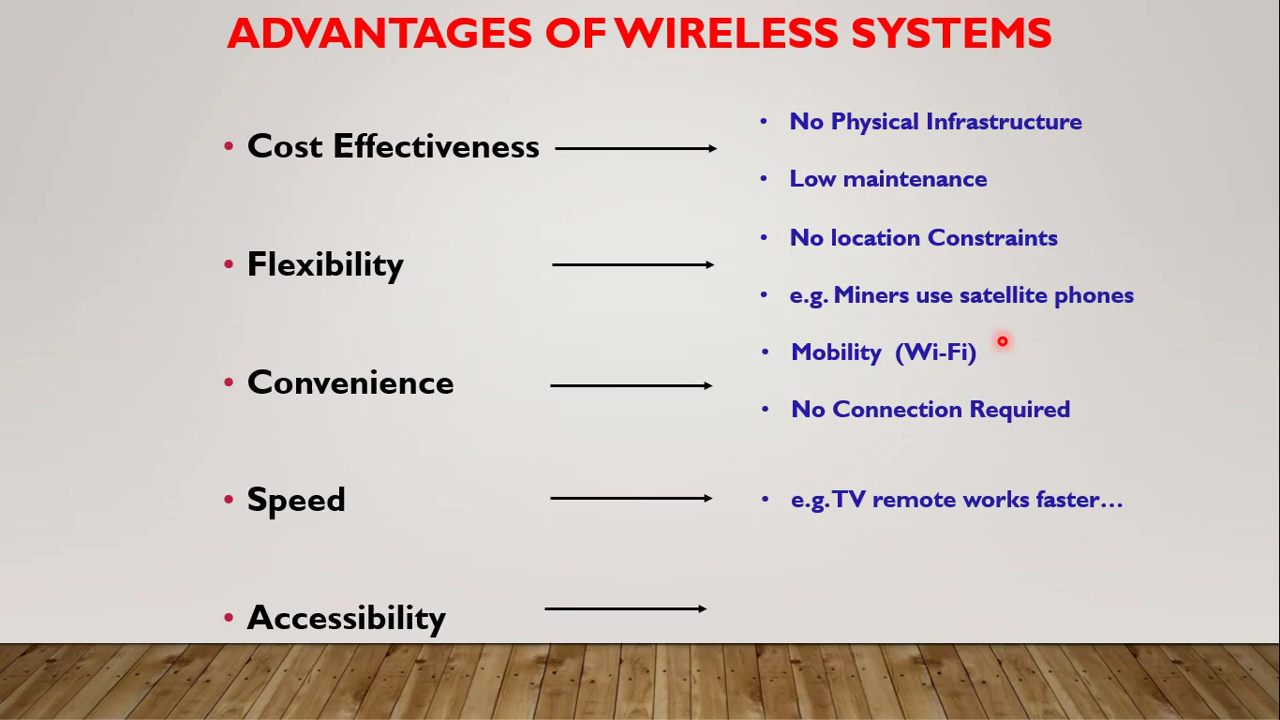 ADVANTAGES OF WIRELESS SYSTEMS
• Cost Effectiveness
• No Physical Infrastructure
• Low maintenance
• Flexibility
• No location Constraints
• e.g. Miners use satellite phones
• Convenience
• Mobility (Wi-Fi)
• No Connection Required
• Speed
• e.g. TV remote works faster…
• Accessibility